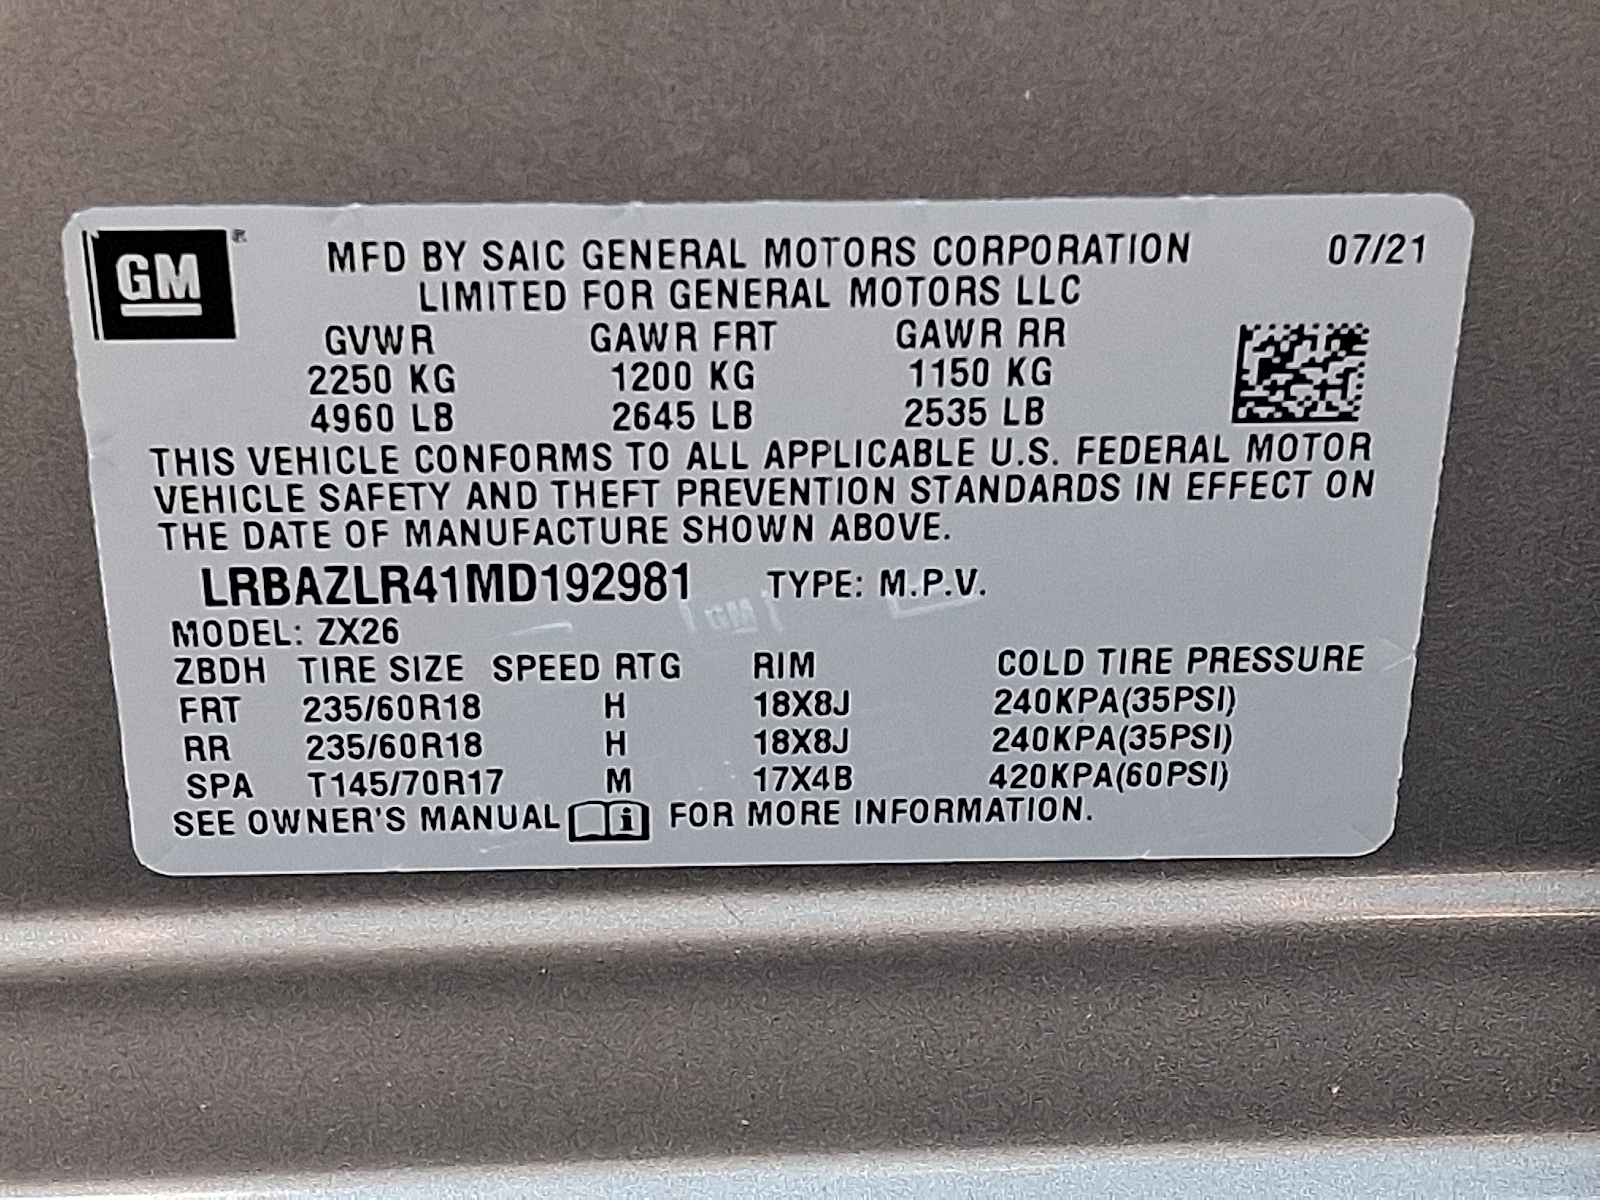 GM
MFD BY SAIC GENERAL MOTORS CORPORATION 07/21
LIMITED FOR GENERAL MOTORS LLC
GVWR GAWR FRT GAWR RR
2250 KG 1200 KG 1150 KG
4960 LB 2645 LB 2535 LB
THIS VEHICLE CONFORMS TO ALL APPLICABLE U.S. FEDERAL MOTOR
VEHICLE SAFETY AND THEFT PREVENTION STANDARDS IN EFFECT ON
THE DATE OF MANUFACTURE SHOWN ABOVE.
LRBAZLR41MD192981 TYPE: M.P.V.
GM
MODEL: ZX26
ZBDH TIRE SIZE SPEED RTG RIM COLD TIRE PRESSURE
FRT 235/60R18 H 18X8J 240KPA(35PSI)
RR 235/60R18 H 18X8J 240KPA(35PSI)
SPA T145/70R17 M 17X4B 420KPA(60PSI)
SEE OWNER'S MANUAL i FOR MORE INFORMATION.